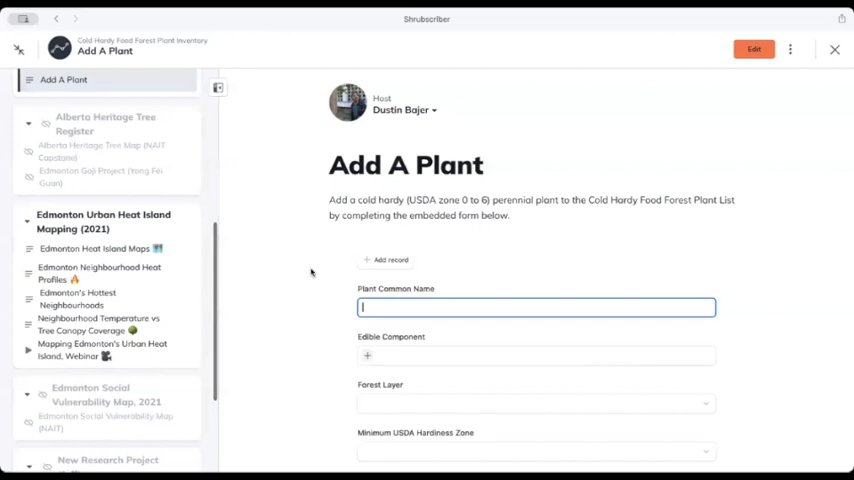 Shrubscriber
Cold Hardy Food Forest Plant Inventory
Add A Plant
Edit
Add A Plant
Alberta Heritage Tree
Register
Alberta Heritage Tree Map (NAIT
Capstone)
Edmonton Goji Project (Yong Fei
Guan)
Edmonton Urban Heat Island
Mapping (2021)
Edmonton Heat Island Maps
Edmonton Neighbourhood Heat
Profiles
Edmonton's Hottest
Neighbourhoods
Neighbourhood Temperature vs
Tree Canopy Coverage
Mapping Edmonton's Urban Heat
Island, Webinar
Edmonton Social
Vulnerability Map, 2021
Edmonton Social Vulnerability Map
(NAIT)
New Research Project
Host
Dustin Bajer
Add A Plant
Add a cold hardy (USDA zone 0 to 6) perennial plant to the Cold Hardy Food Forest Plant List
by completing the embedded form below.
+ Add record
Plant Common Name
Edible Component
+
Forest Layer
Minimum USDA Hardiness Zone